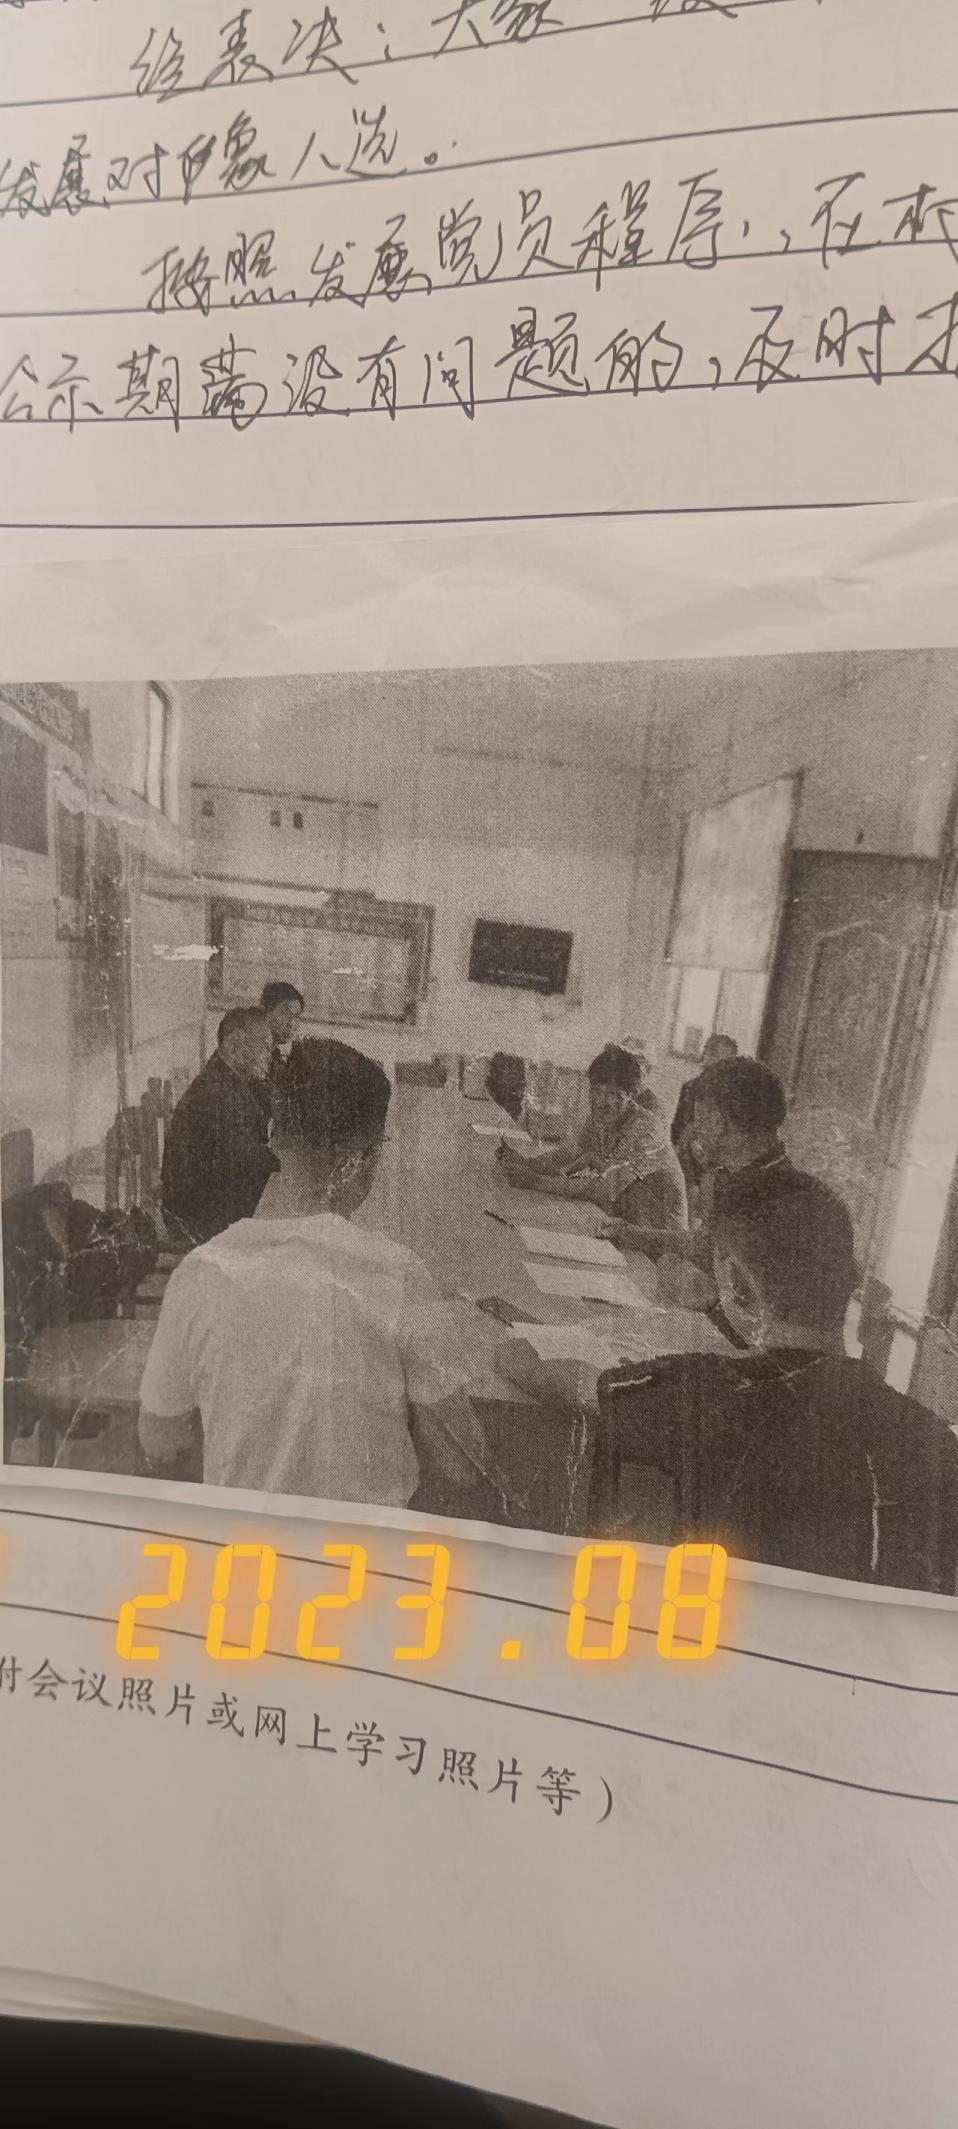 经表决：大家一致
发展对象人选。
按照发展党员程序，在村
公示期满没有问题的，及时
2023.08
附会议照片或网上学习照片等）